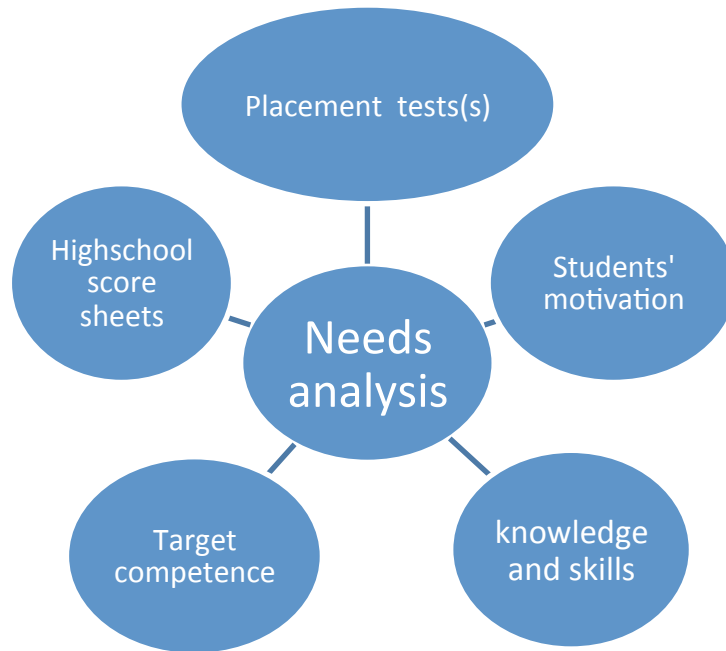 Placement tests(s)
Highschool
score
sheets
Students'
motivation
Needs
analysis
Target
competence
knowledge
and skills